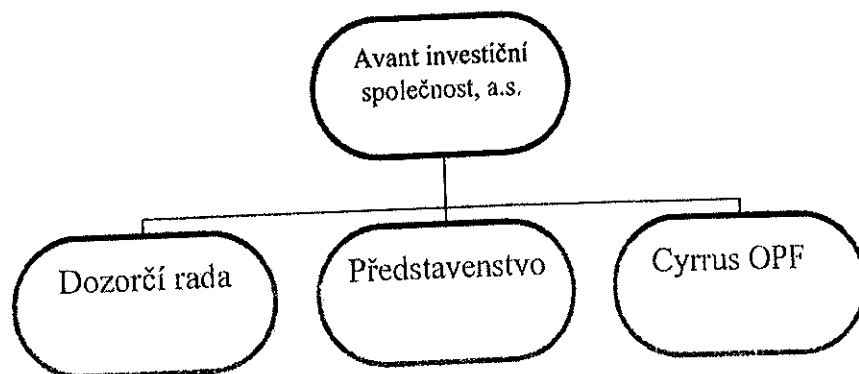 Avant investiční
společnost, a.s.
Dozorčí rada
Představenstvo
Cyrrus OPF